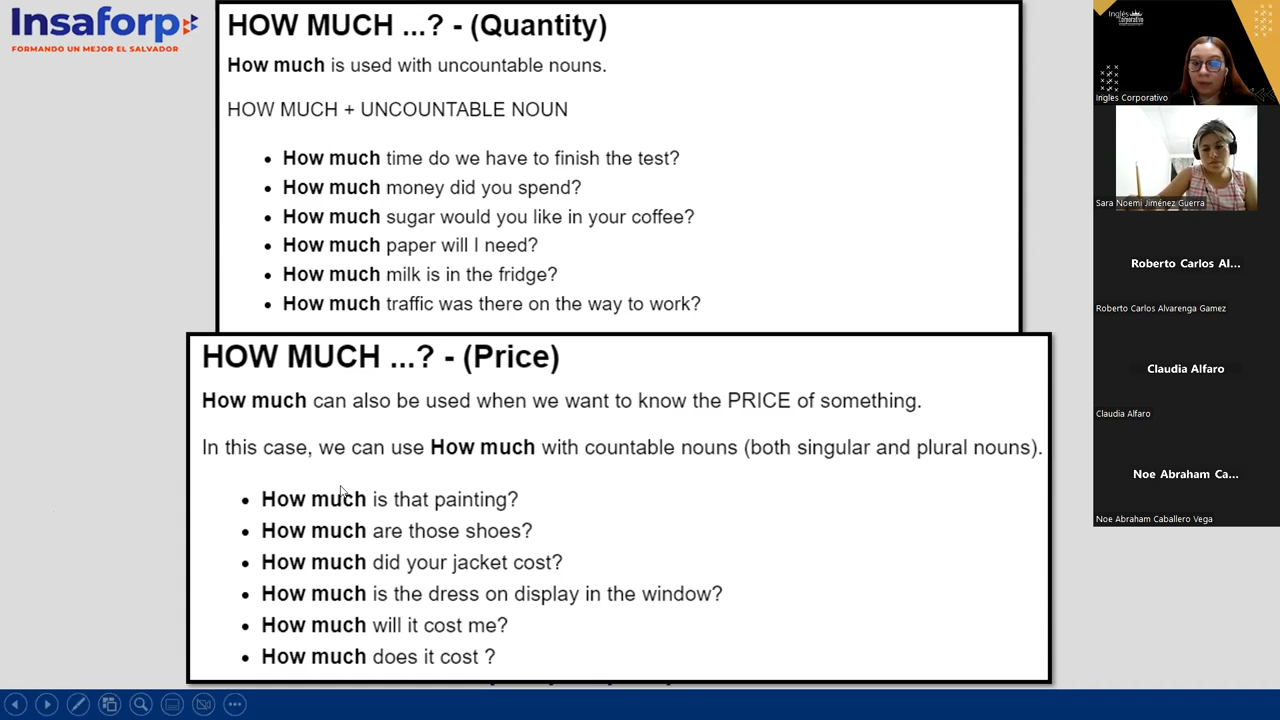 Insaforp
FORMANDO UN MEJOR EL SALVADOR
HOW MUCH ...? - (Quantity)
How much is used with uncountable nouns.
HOW MUCH + UNCOUNTABLE NOUN
• How much time do we have to finish the test?
• How much money did you spend?
• How much sugar would you like in your coffee?
• How much paper will I need?
• How much milk is in the fridge?
• How much traffic was there on the way to work?
HOW MUCH ...? - (Price)
How much can also be used when we want to know the PRICE of something.
In this case, we can use How much with countable nouns (both singular and plural nouns).
• How much is that painting?
• How much are those shoes?
• How much did your jacket cost?
• How much is the dress on display in the window?
• How much will it cost me?
• How much does it cost ?
Inglés
Corporativo
Ingles Corporativo
Sara Noemi Jiménez Guerra
Roberto Carlos Al...
Roberto Carlos Alvarenga Gamez
Claudia Alfaro
Claudia Alfaro
Noe Abraham Ca...
Noe Abraham Caballero Vega